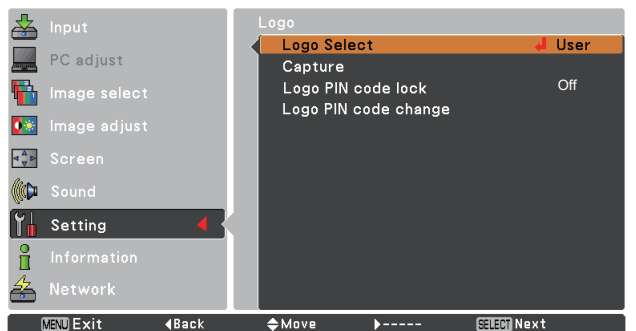 Input
PC adjust
Image select
Image adjust
Screen
Sound
Setting
Information
Network
Logo
Logo Select User
Capture
Logo PIN code lock Off
Logo PIN code change
MENU Exit Back Move ----- SELECT Next